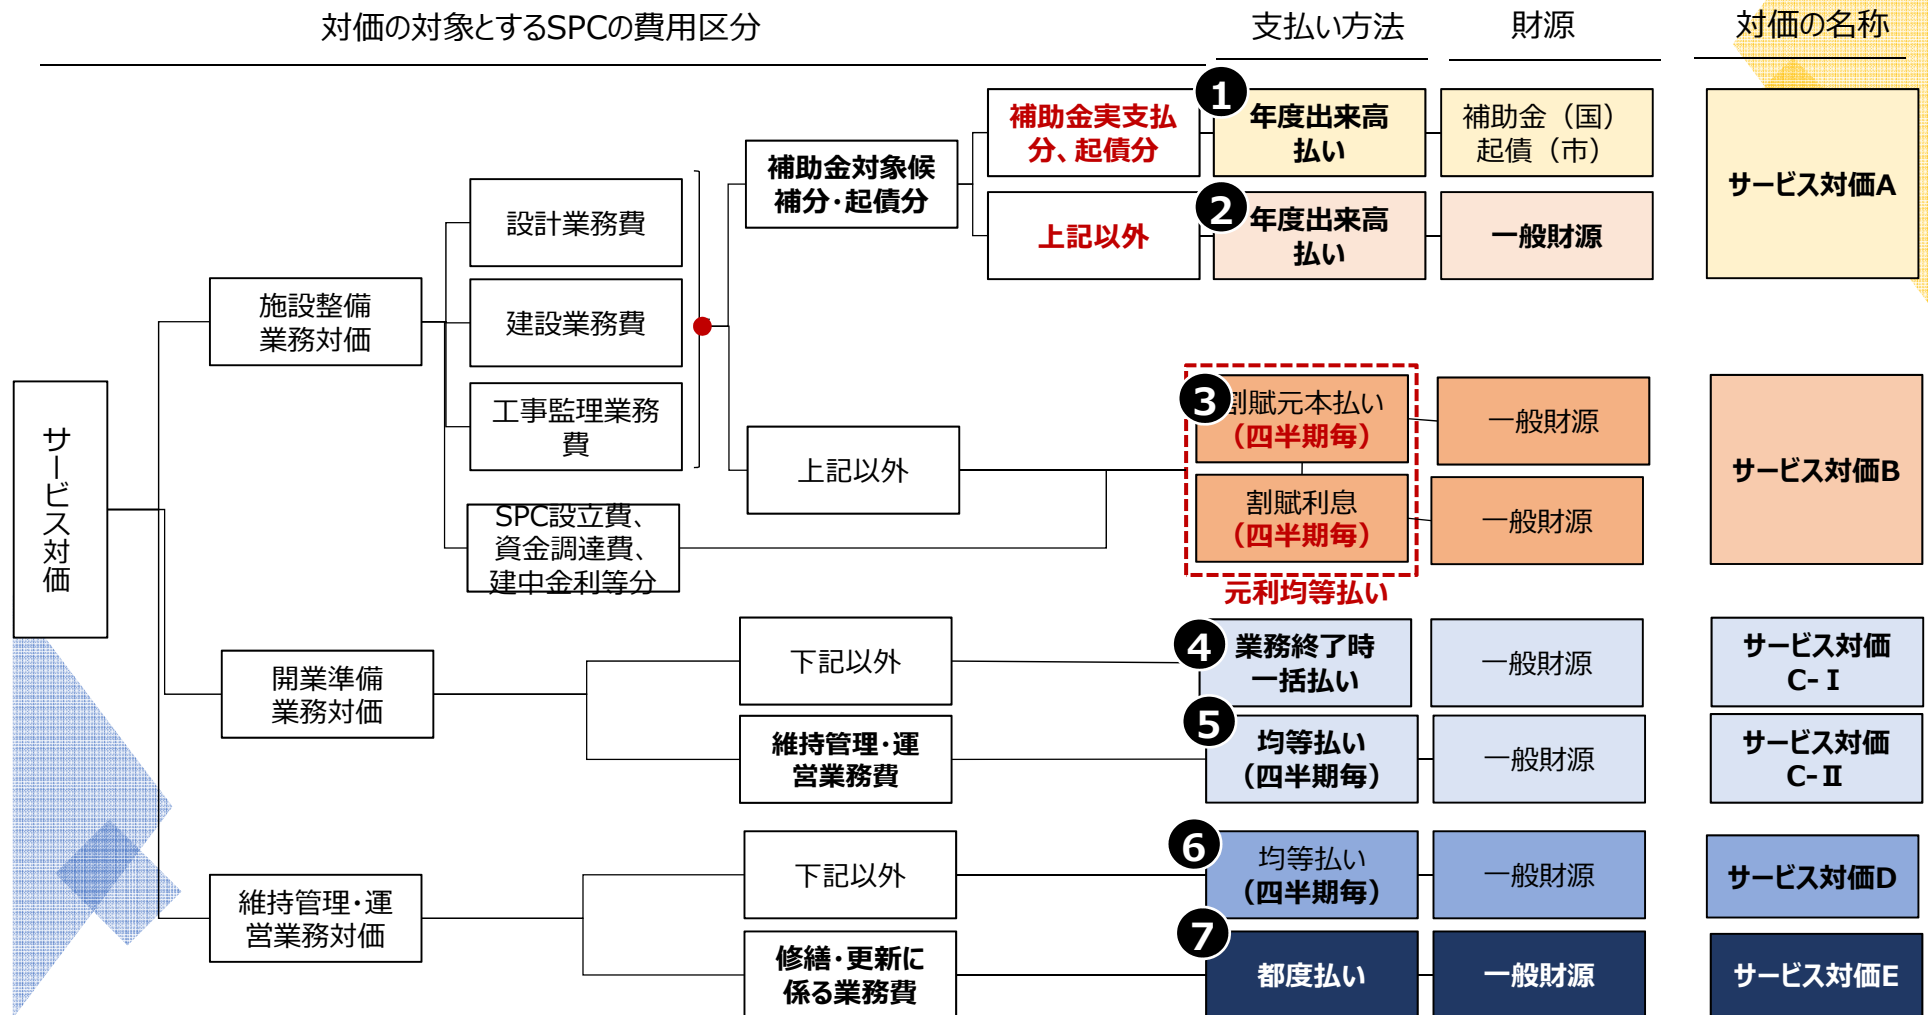 対価の対象とするSPCの費用区分
支払い方法
財源
対価の名称
サービス対価
施設整備
業務対価
設計業務費
建設業務費
工事監理業務
費
SPC設立費、
資金調達費、
建中金利等分
補助金対象候
補分・起債分
補助金実支払
分、起債分
1
年度出来高
払い
補助金（国）
起債（市）
サービス対価A
上記以外
2
年度出来高
払い
一般財源
上記以外
3
割賦元本払い
（四半期毎）
一般財源
割賦利息
（四半期毎）
一般財源
元利均等払い
サービス対価B
開業準備
業務対価
下記以外
4
業務終了時
一括払い
一般財源
サービス対価
C-Ⅰ
維持管理・運
営業務費
5
均等払い
（四半期毎）
一般財源
サービス対価
C-Ⅱ
維持管理・運
営業務対価
下記以外
6
均等払い
（四半期毎）
一般財源
サービス対価D
修繕・更新に
係る業務費
7
都度払い
一般財源
サービス対価E